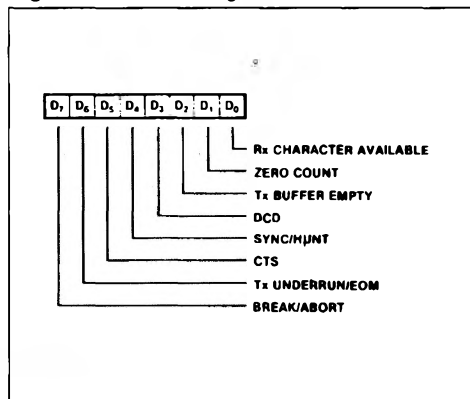 D7 D6 D5 D4 D3 D2 D1 D0
Rx CHARACTER AVAILABLE
ZERO COUNT
Tx BUFFER EMPTY
DCD
SYNC/HUNT
CTS
Tx UNDERRUN/EOM
BREAK/ABORT